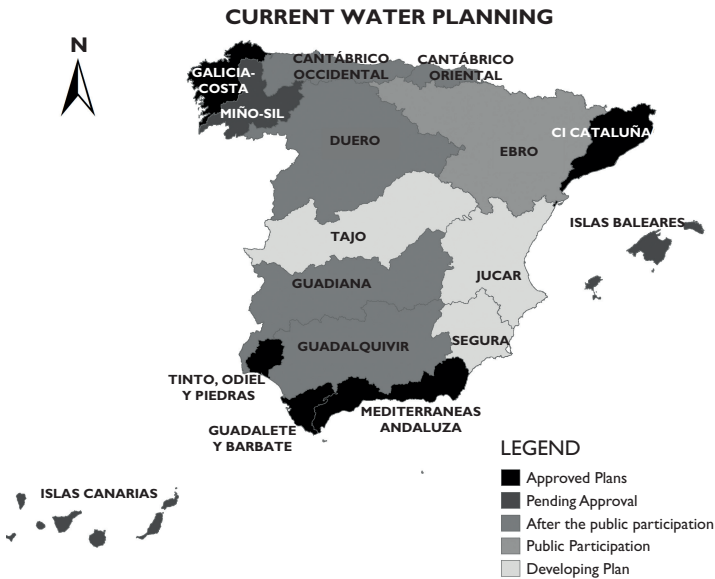 CURRENT WATER PLANNING
N
CANTÁBRICO
OCCIDENTAL
CANTÁBRICO
ORIENTAL
GALICIA-
COSTA
MIÑO-SIL
DUERO
EBRO
CI CATALUÑA
ISLAS BALEARES
TAJO
JUCAR
GUADIANA
SEGURA
GUADALQUIVIR
TINTO, ODIEL
Y PIEDRAS
MEDITERRANEAS
ANDALUZA
GUADALETE
Y BARBATE
ISLAS CANARIAS
LEGEND
Approved Plans
Pending Approval
After the public participation
Public Participation
Developing Plan